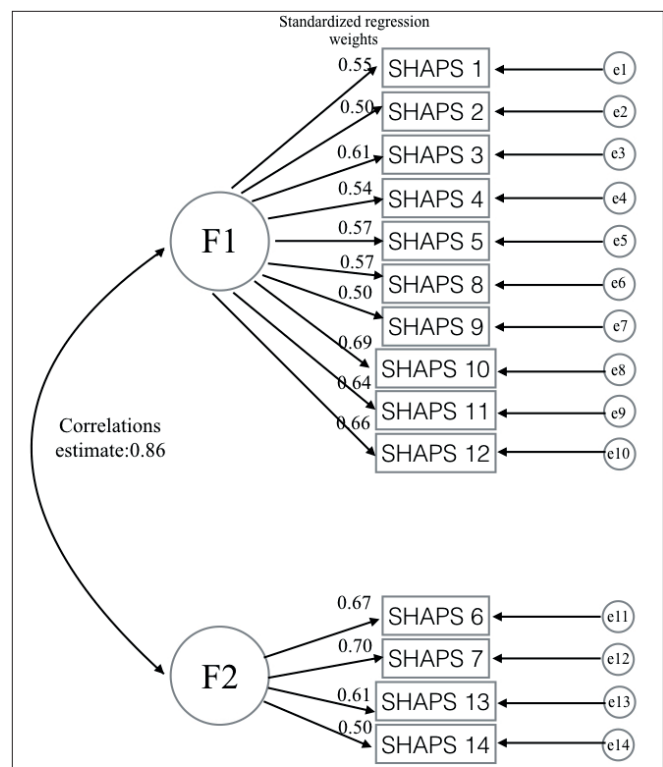 Standardized regression
weights
0.55 SHAPS 1 e1
0.50 SHAPS 2 e2
0.61 SHAPS 3 e3
0.54 SHAPS 4 e4
F1
0.57 SHAPS 5 e5
0.57 SHAPS 8 e6
0.50 SHAPS 9 e7
0.69 SHAPS 10 e8
0.64 SHAPS 11 e9
0.66 SHAPS 12 e10
Correlations
estimate:0.86
0.67 SHAPS 6 e11
0.70 SHAPS 7 e12
F2
0.61 SHAPS 13 e13
0.50 SHAPS 14 e14